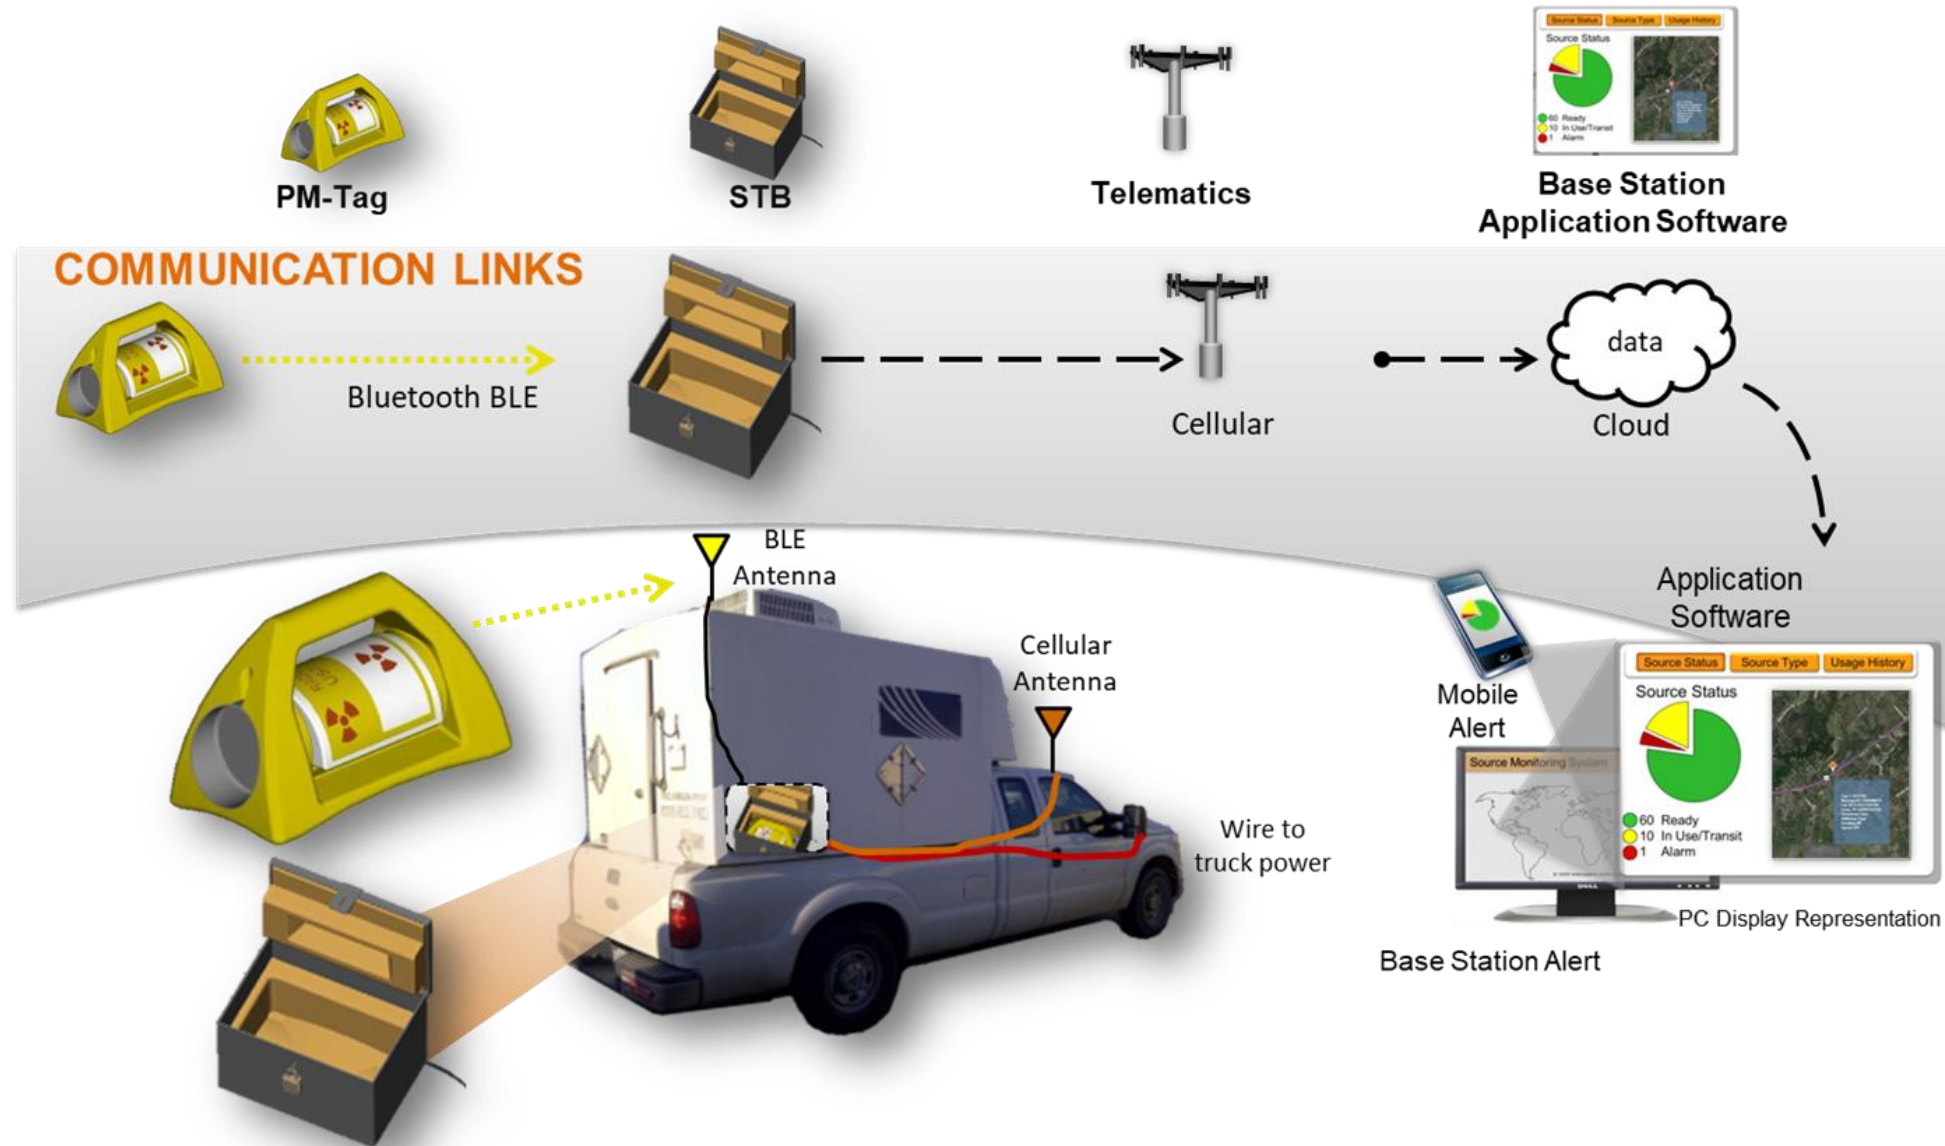 Source Status Source Type Usage History
Source Status
60 Ready
10 In Use/Transit
1 Alarm
PM-Tag
STB
Telematics
Base Station
Application Software
COMMUNICATION LINKS
Bluetooth BLE
Cellular
data
Cloud
BLE
Antenna
Cellular
Antenna
Wire to
truck power
Application
Software
Mobile
Alert
Source Status Source Type Usage History
Source Status
60 Ready
10 In Use/Transit
1 Alarm
Source Monitoring System
DELL
PC Display Representation
Base Station Alert